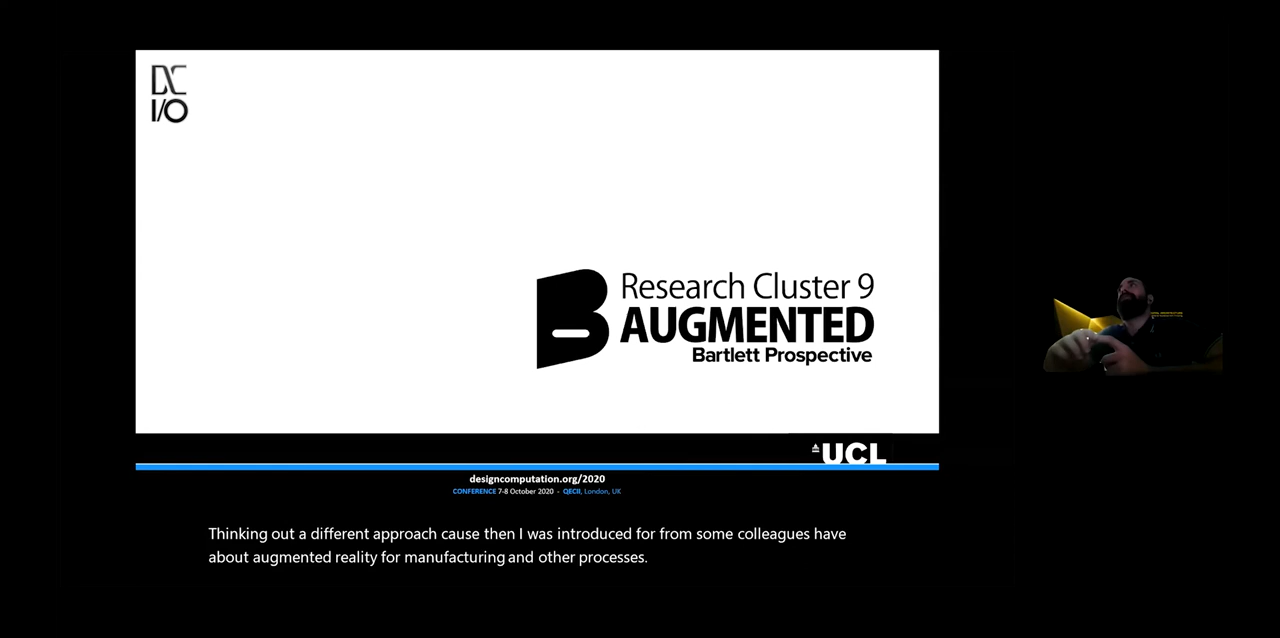 DC
I/O
Research Cluster 9
AUGMENTED
Bartlett Prospective
UCL
designcomputation.org/2020
CONFERENCE 7-8 October 2020 - QECII, London, UK
Thinking out a different approach cause then I was introduced for from some colleagues have
about augmented reality for manufacturing and other processes.